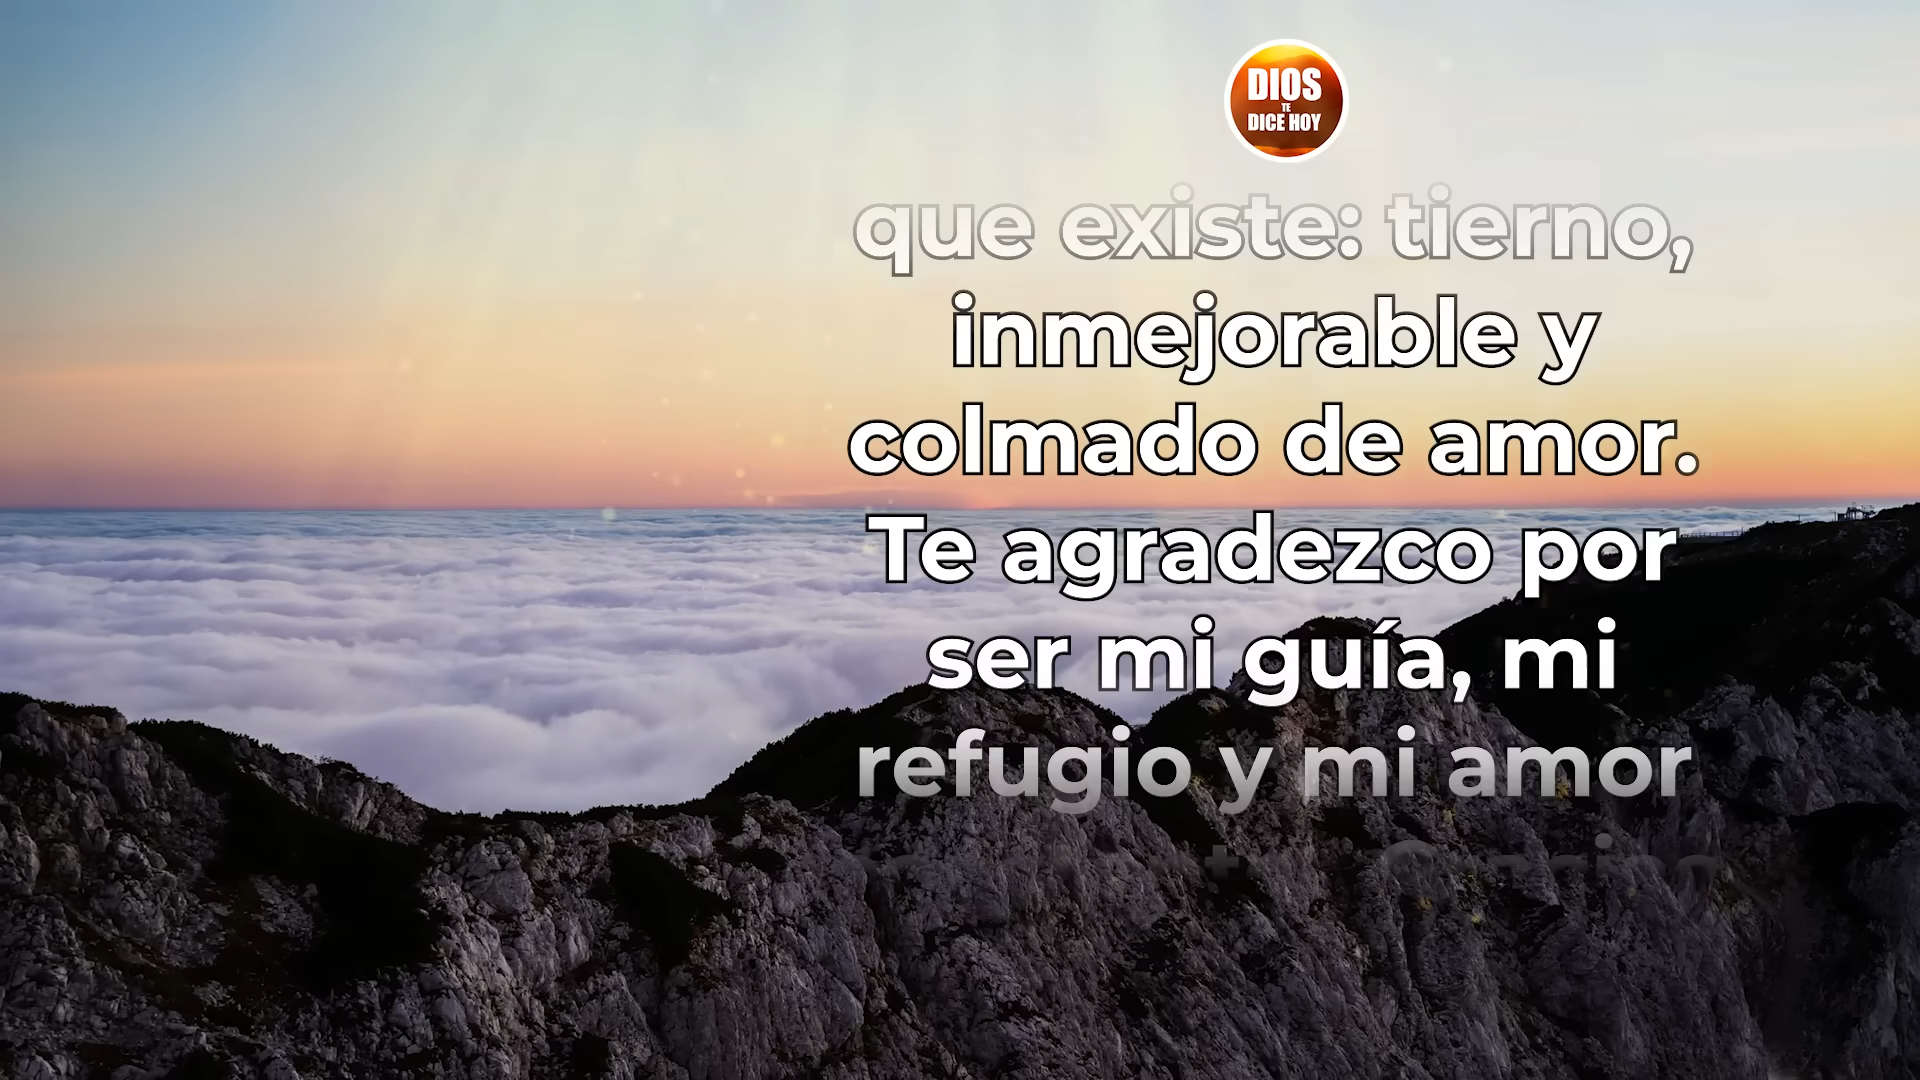 DIOS
TE
DICE HOY
que existe: tierno,
inmejorable y
colmado de amor.
Te agradezco por
ser mi guía, mi
refugio y mi amor